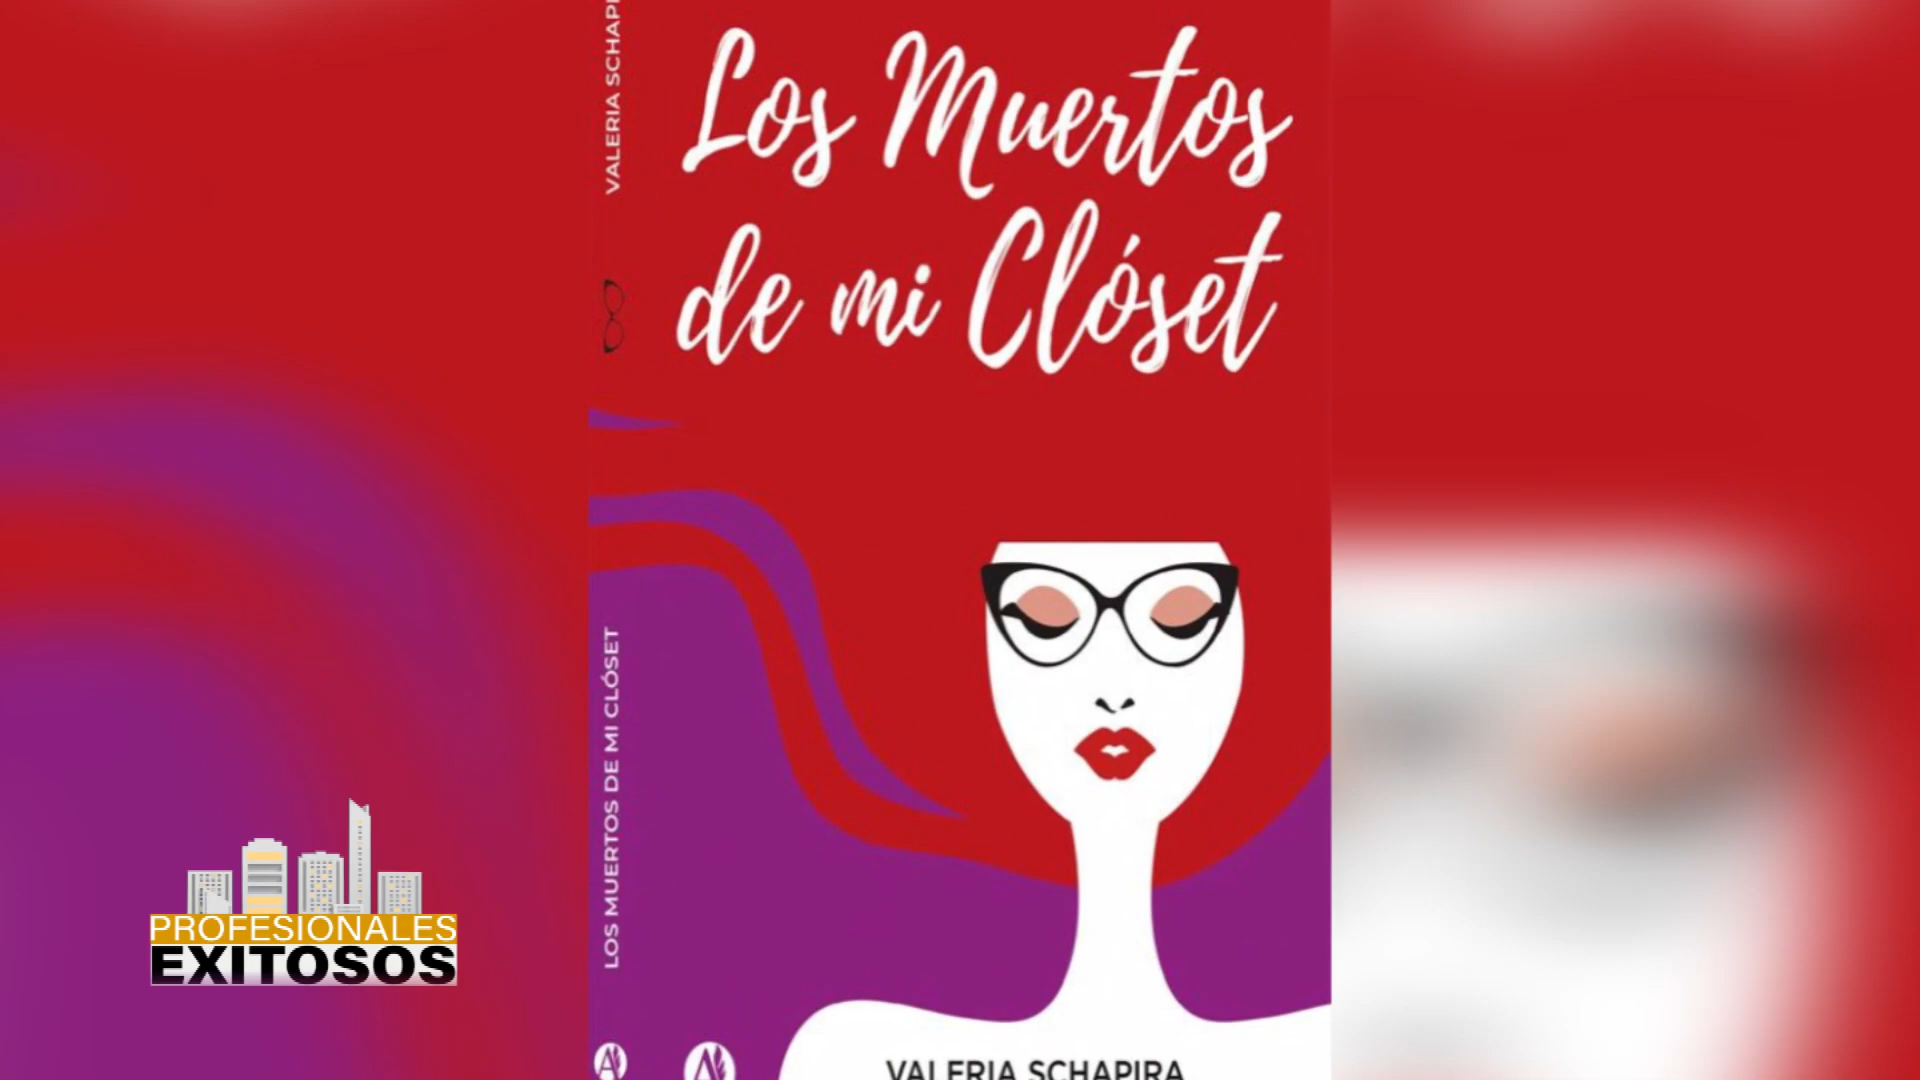 Los Muertos
de mi Clóset
LOS MUERTOS DE MI CLÓSET
VALERIA SCHAPI
VALERIA SCHAPIRA
PROFESIONALES
EXITOSOS